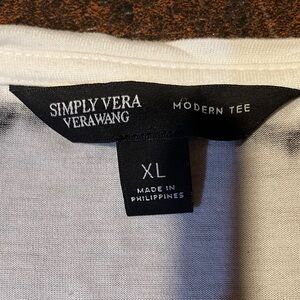 SIMPLY VERA
VERAWANG
MODERN TEE
XL
MADE IN
PHILIPPINES